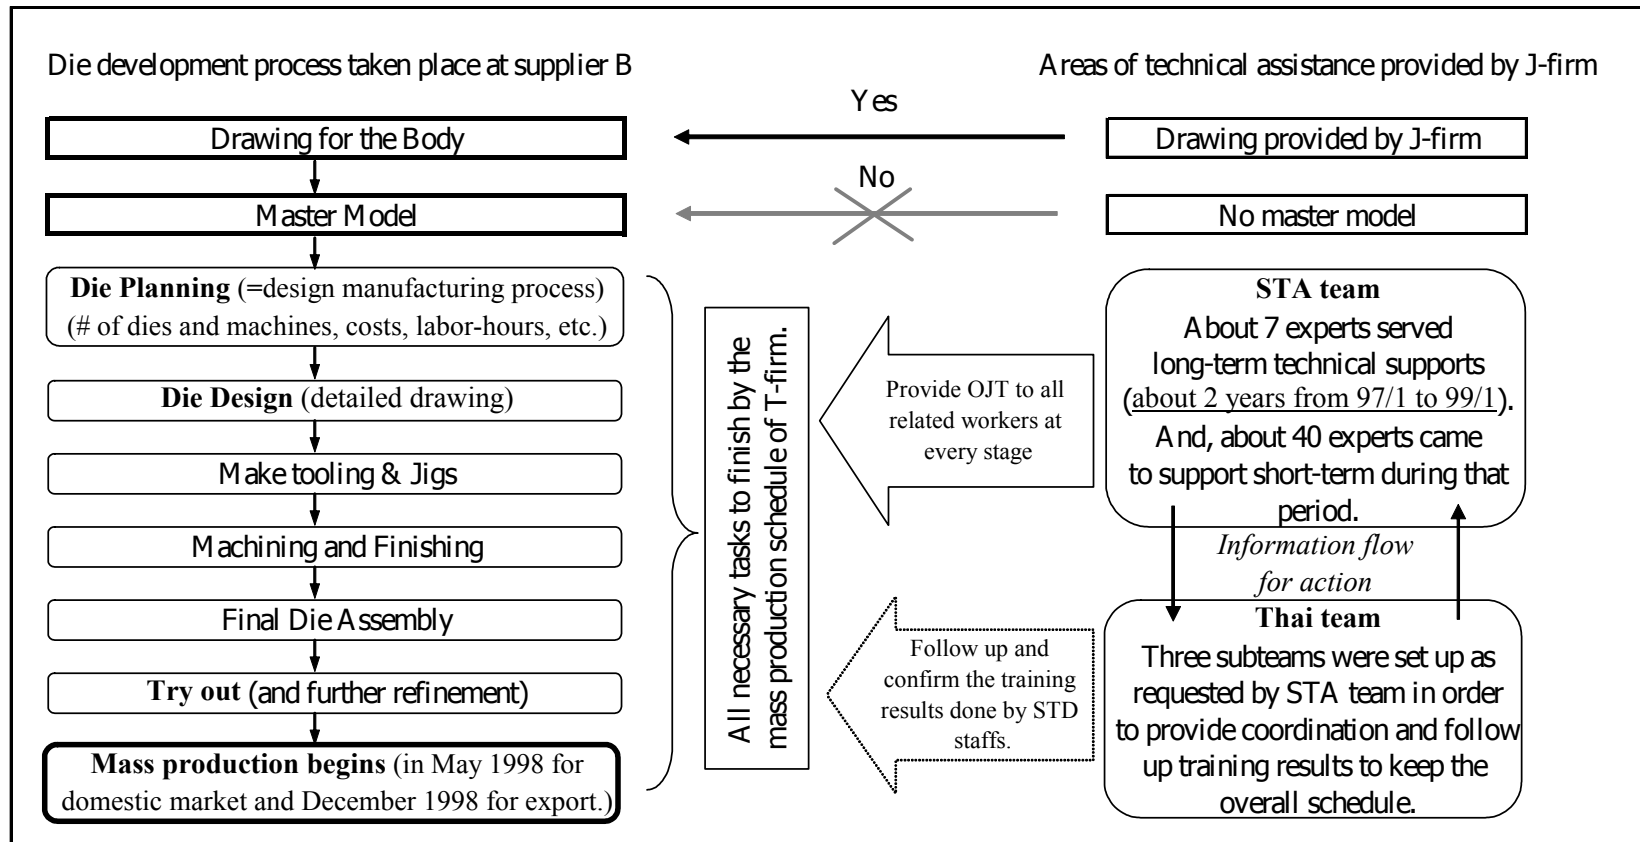 Die development process taken place at supplier B
Areas of technical assistance provided by J-firm
Yes
Drawing for the Body
Drawing provided by J-firm
No
Master Model
No master model
Die Planning (=design manufacturing process)
(# of dies and machines, costs, labor-hours, etc.)
Die Design (detailed drawing)
Make tooling & Jigs
Machining and Finishing
Final Die Assembly
Try out (and further refinement)
Mass production begins (in May 1998 for
domestic market and December 1998 for export.)
All necessary tasks to finish by the
mass production schedule of T-firm.
Provide OJT to all
related workers at
every stage
Follow up and
confirm the training
results done by STD
staffs.
STA team
About 7 experts served
long-term technical supports
(about 2 years from 97/1 to 99/1).
And, about 40 experts came
to support short-term during that
period.
Information flow
for action
Thai team
Three subteams were set up as
requested by STA team in order
to provide coordination and follow
up training results to keep the
overall schedule.